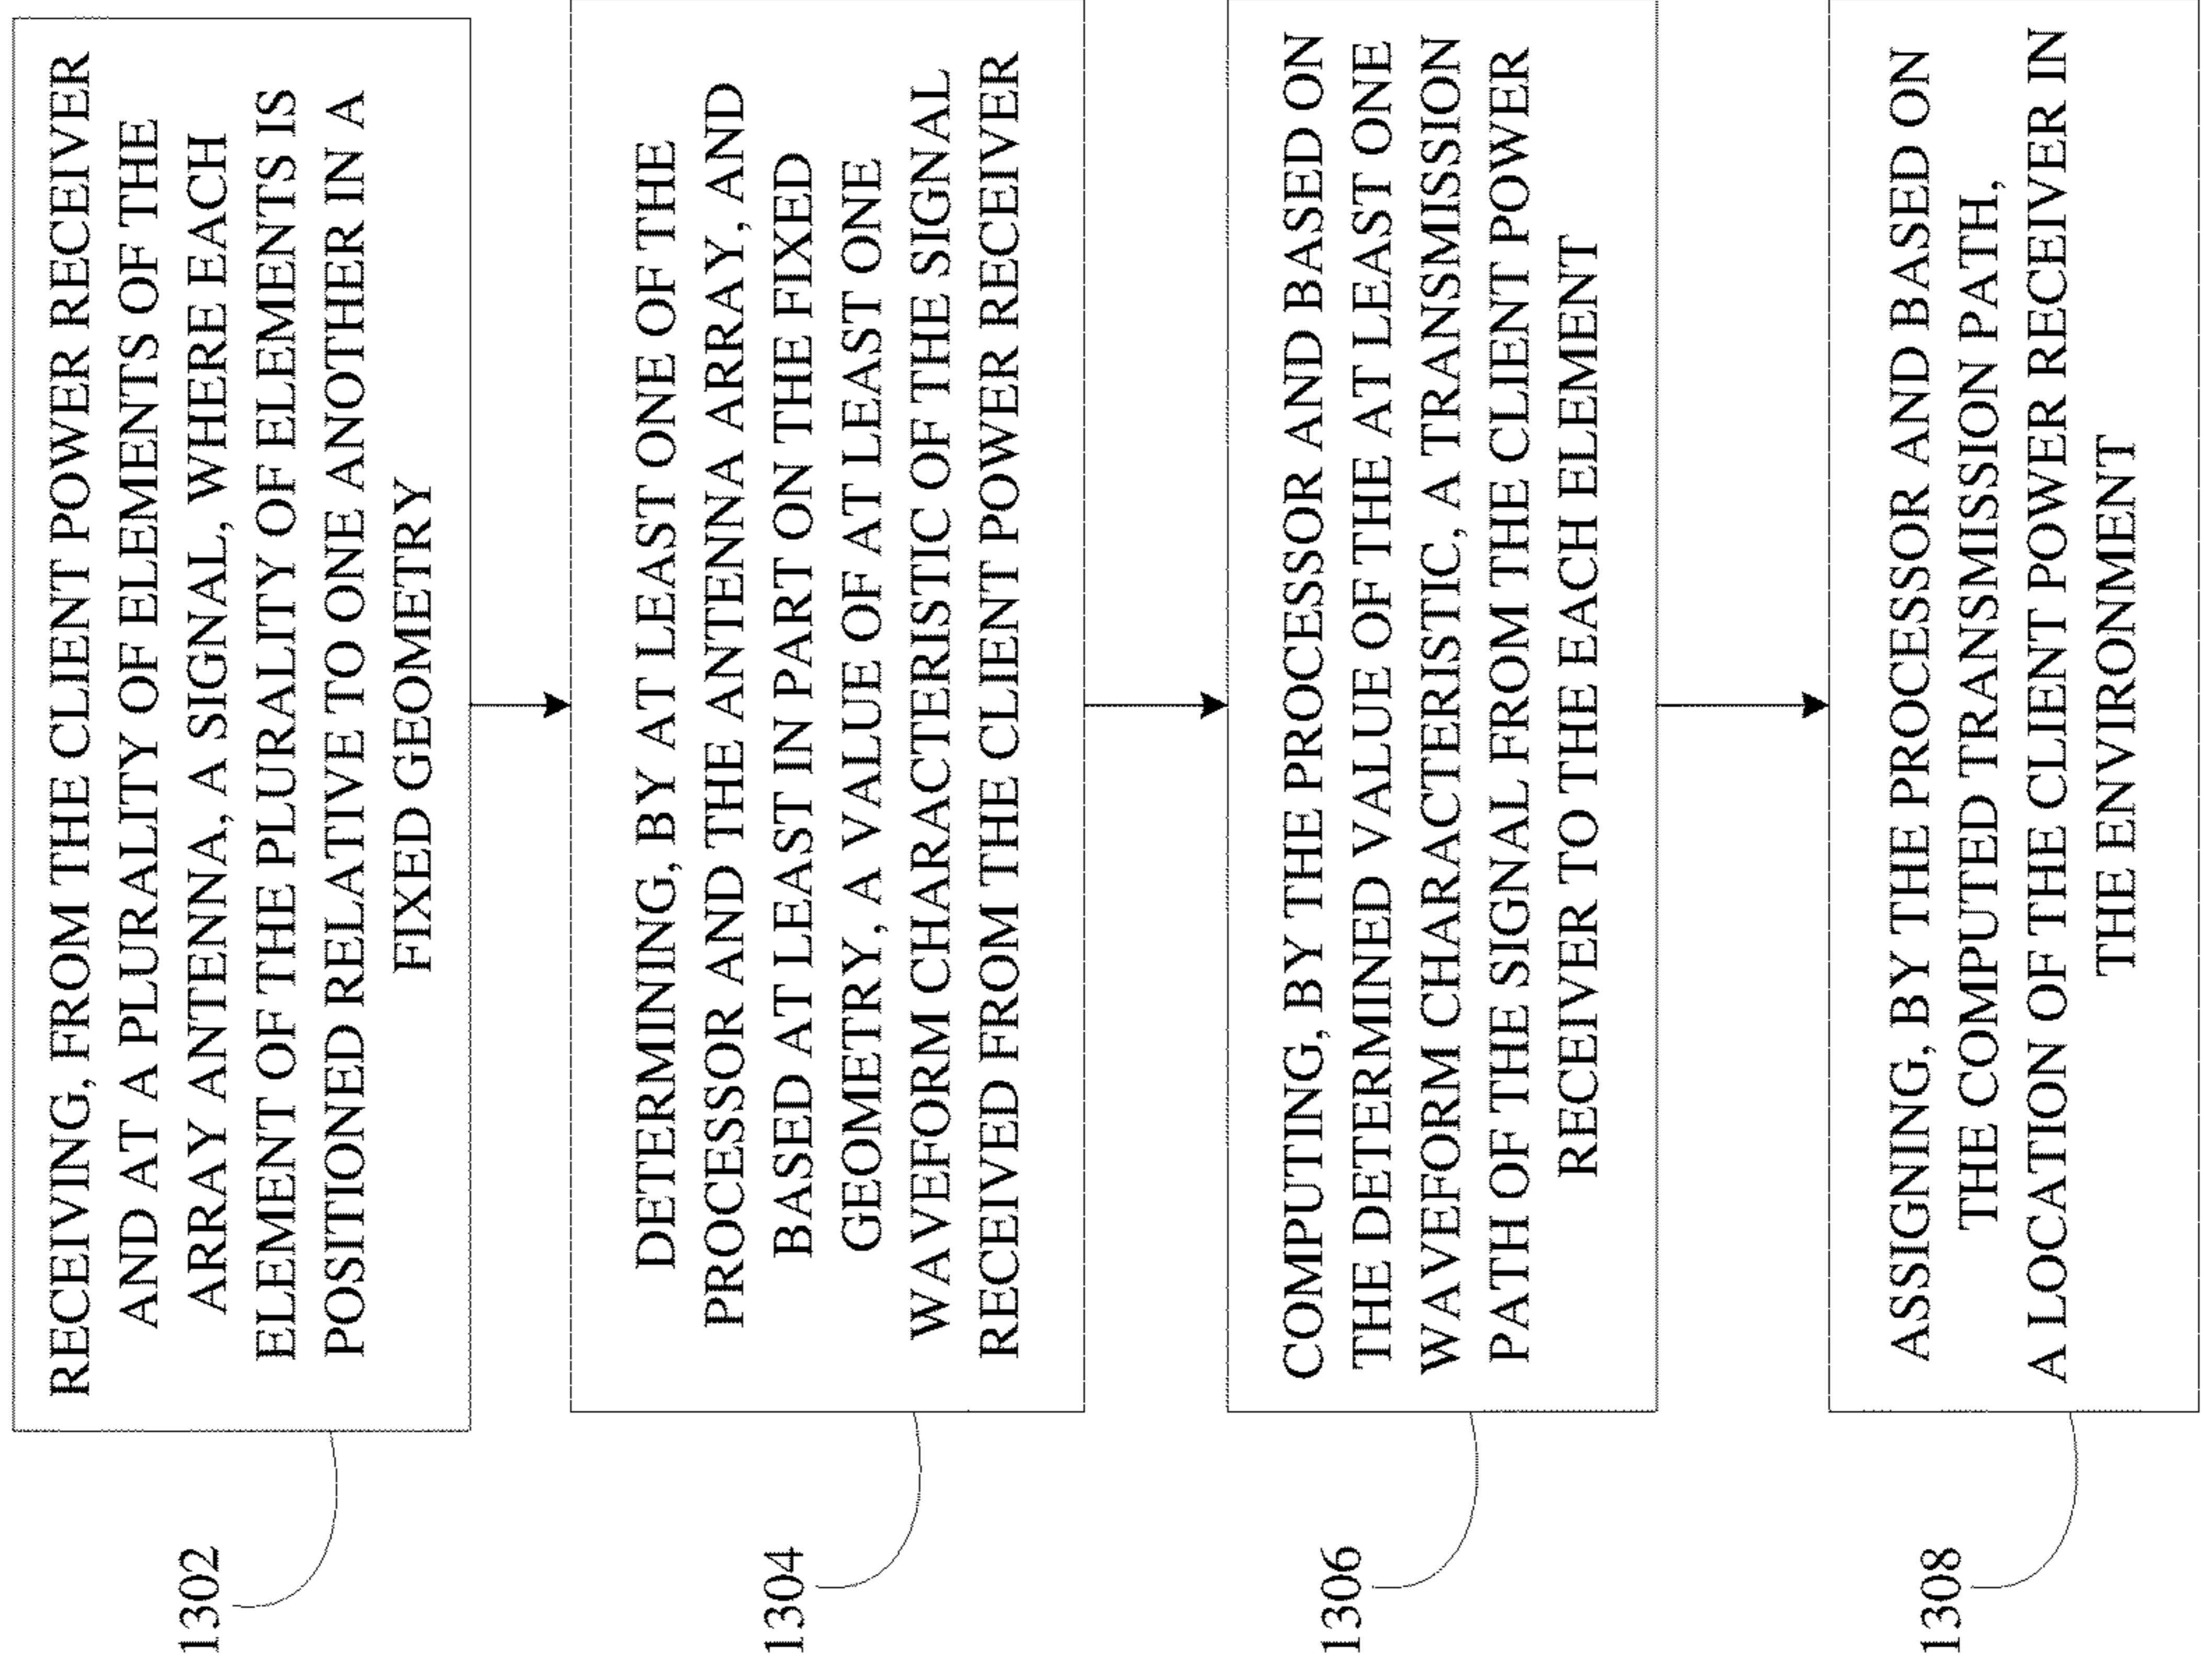 1302
RECEIVING, FROM THE CLIENT POWER RECEIVER
AND AT A PLURALITY OF ELEMENTS OF THE
ARRAY ANTENNA, A SIGNAL, WHERE EACH
ELEMENT OF THE PLURALITY OF ELEMENTS IS
POSITIONED RELATIVE TO ONE ANOTHER IN A
FIXED GEOMETRY
1304
DETERMINING, BY AT LEAST ONE OF THE
PROCESSOR AND THE ANTENNA ARRAY, AND
BASED AT LEAST IN PART ON THE FIXED
GEOMETRY, A VALUE OF AT LEAST ONE
WAVEFORM CHARACTERISTIC OF THE SIGNAL
RECEIVED FROM THE CLIENT POWER RECEIVER
1306
COMPUTING, BY THE PROCESSOR AND BASED ON
THE DETERMINED VALUE OF THE AT LEAST ONE
WAVEFORM CHARACTERISTIC, A TRANSMISSION
PATH OF THE SIGNAL FROM THE CLIENT POWER
RECEIVER TO THE EACH ELEMENT
1308
ASSIGNING, BY THE PROCESSOR AND BASED ON
THE COMPUTED TRANSMISSION PATH,
A LOCATION OF THE CLIENT POWER RECEIVER IN
THE ENVIRONMENT